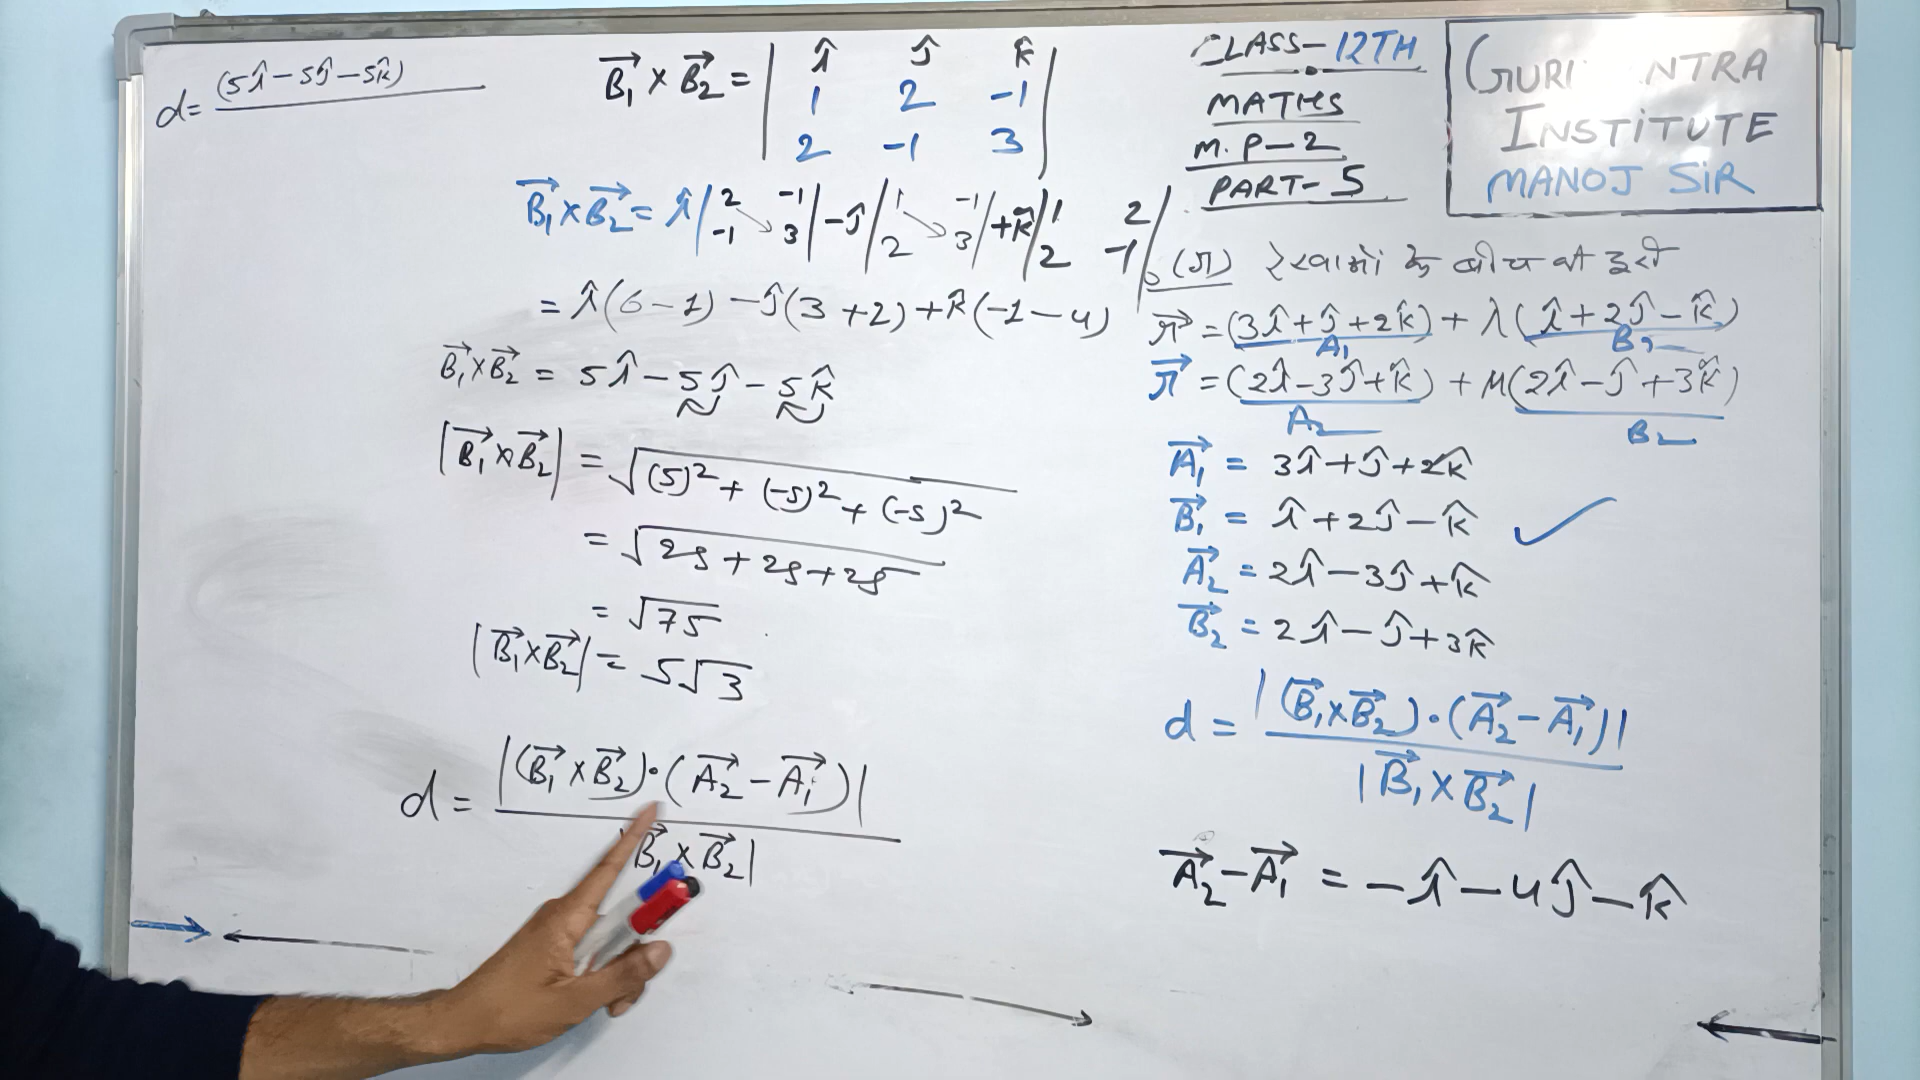 d= (5î-5ĵ-5k̂)
B₁⃗ × B₂⃗ = | î ĵ k̂ |
| 1 2 -1 |
| 2 -1 3 |
B₁⃗×B₂⃗ = î | 2 -1 | -ĵ | 1 -1 | +k̂ | 1 2 |
| -1 3 | | 2 3 | | 2 -1 |
= î(6-1) -ĵ(3+2)+k̂(-1-4)
B₁⃗×B₂⃗ = 5î-5ĵ-5k̂
|B₁⃗×B₂⃗| = √(5)²+(-5)²+(-5)²
= √25+25+25
= √75
|B₁⃗×B₂⃗| = 5√3
d = |(B₁⃗×B₂⃗)·(A₂⃗-A₁⃗)|
|B₁⃗×B₂⃗|
CLASS-12TH
MATHS
M.P-2
PART-5
INSTITUTE
MANOJ SIR
रेखाओं के बीच की दूरी
r⃗ = (3î+ĵ+2k̂) + λ(î+2ĵ-k̂)
A₁ B₁
r⃗ = (2î-3ĵ+k̂) + μ(2î-ĵ+3k̂)
A₂ B₂
A₁⃗ = 3î+ĵ+2k̂
B₁⃗ = î+2ĵ-k̂ ✓
A₂⃗ = 2î-3ĵ+k̂
B₂⃗ = 2î-ĵ+3k̂
d = |(B₁⃗×B₂⃗)·(A₂⃗-A₁⃗)|
|B₁⃗×B₂⃗|
A₂⃗-A₁⃗ = -î-4ĵ-k̂